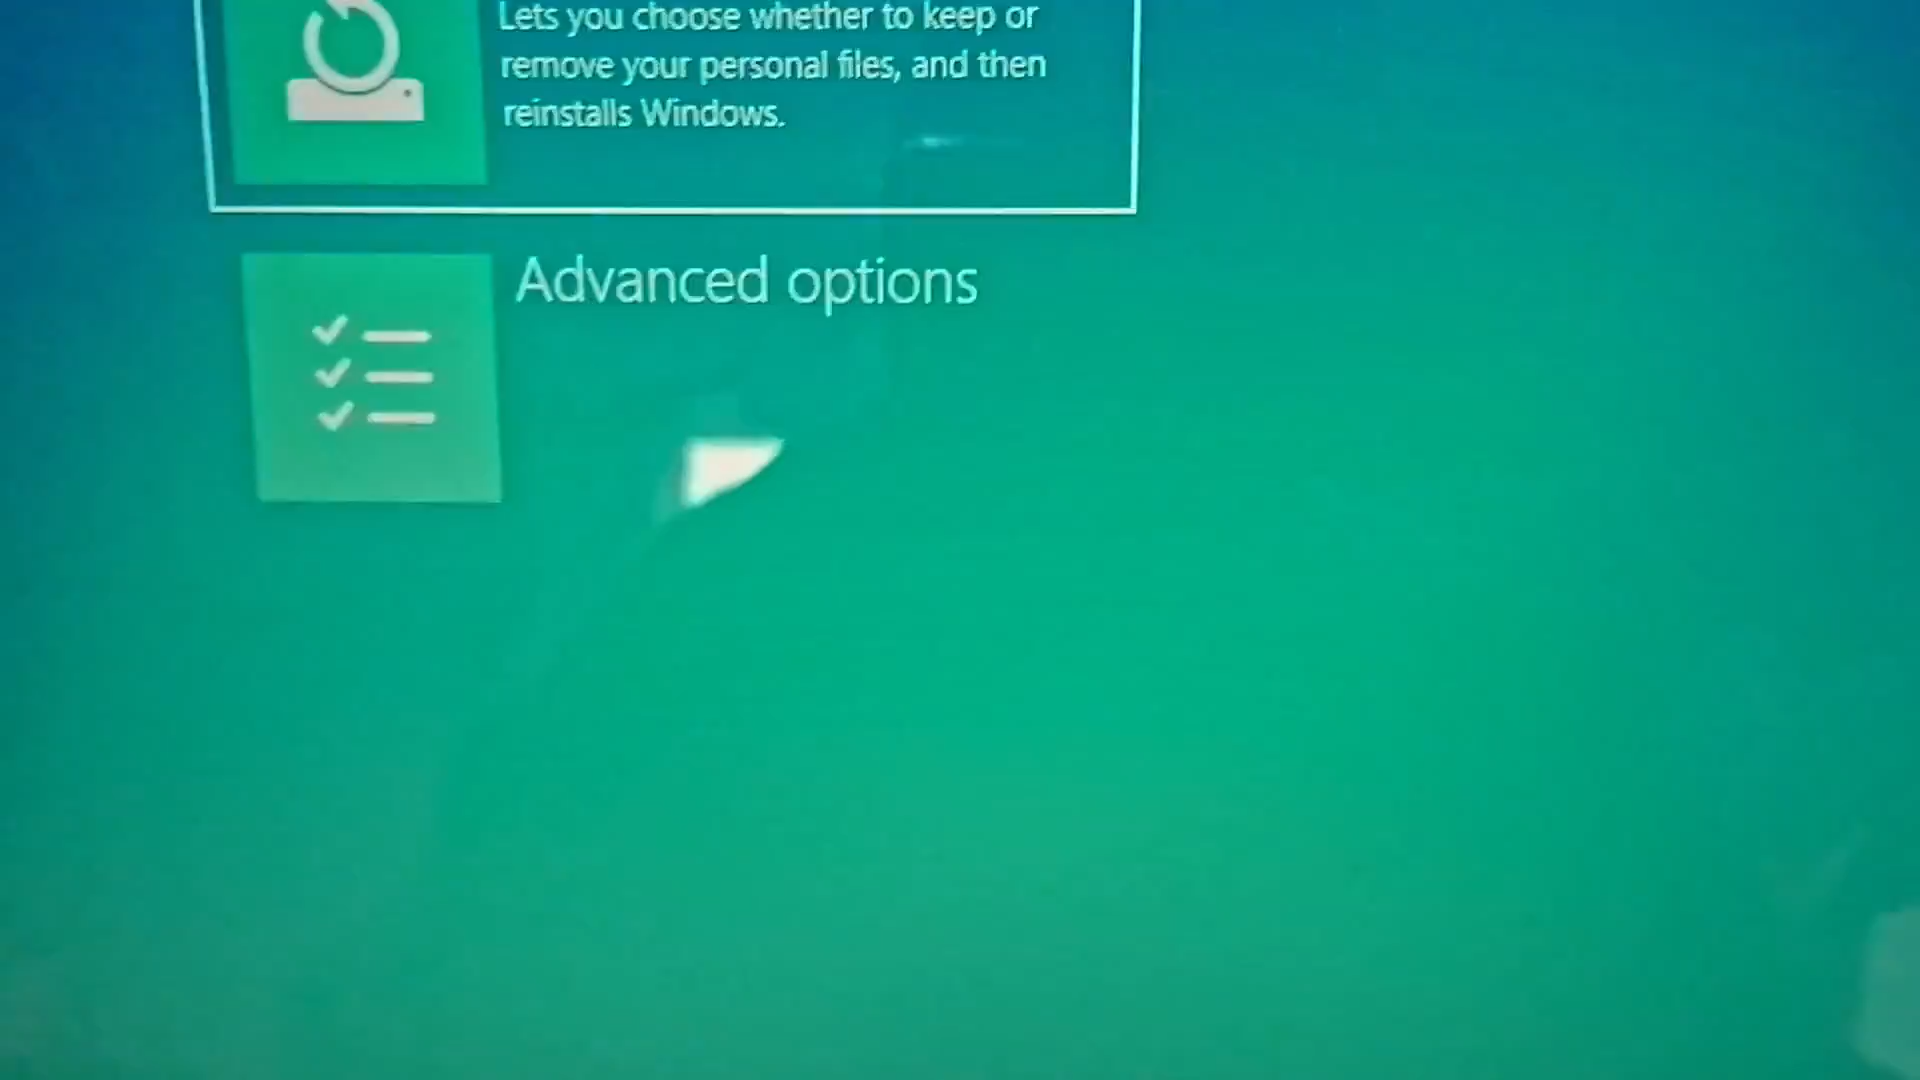 Lets you choose whether to keep or
remove your personal files, and then
reinstalls Windows.
Advanced options